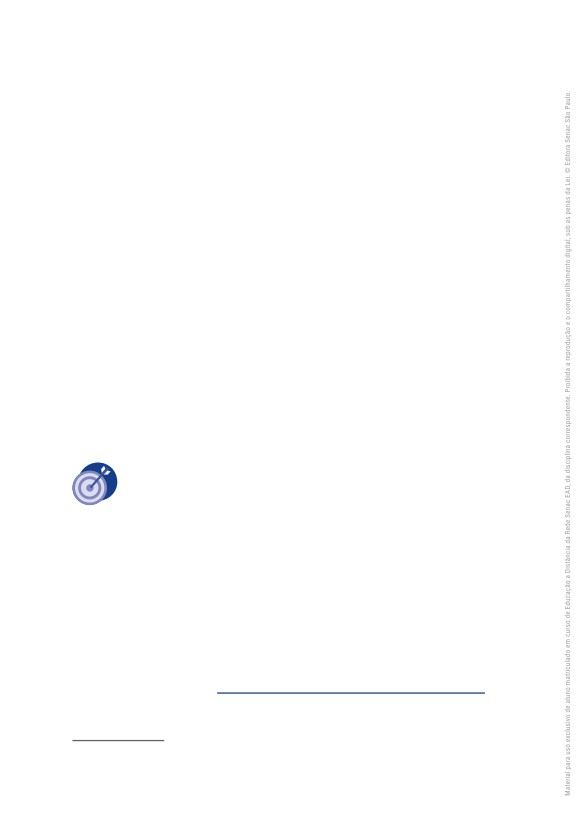 Material para uso exclusivo de aluno matriculado em curso de Educação a Distância da Rede Senac EAD, da disciplina correspondente. Proibida a reprodução e o compartilhamento digital, sob as penas da Lei. © Editora Senac São Paulo.